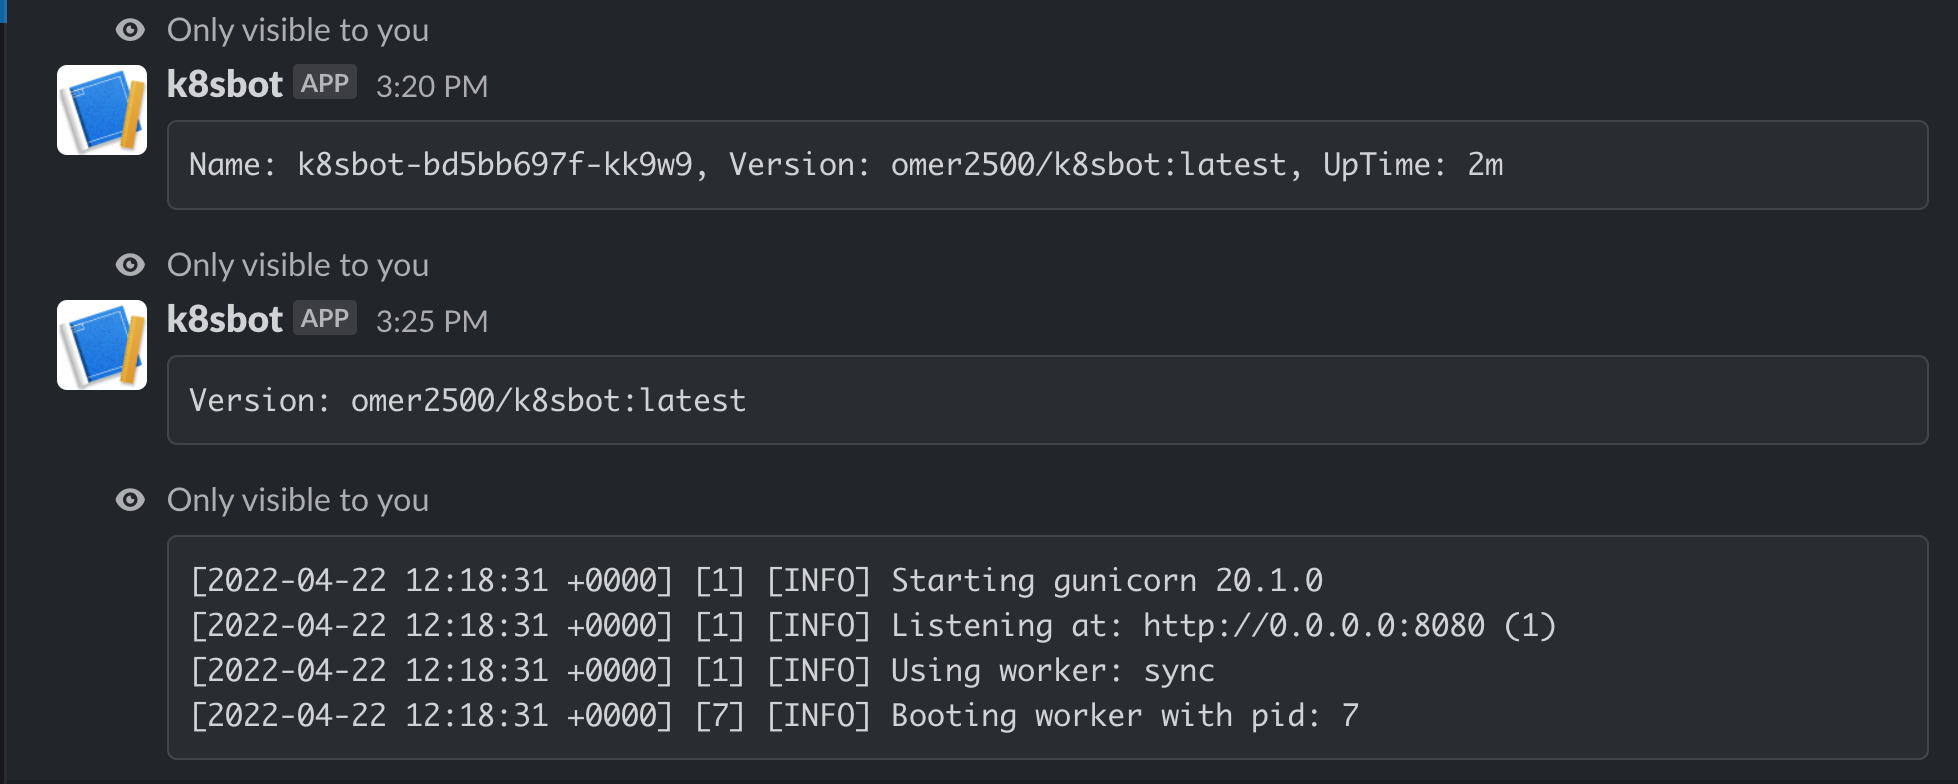 Only visible to you
k8sbot APP 3:20 PM
Name: k8sbot-bd5bb697f-kk9w9, Version: omer2500/k8sbot:latest, UpTime: 2m
Only visible to you
k8sbot APP 3:25 PM
Version: omer2500/k8sbot:latest
Only visible to you
[2022-04-22 12:18:31 +0000] [1] [INFO] Starting gunicorn 20.1.0
[2022-04-22 12:18:31 +0000] [1] [INFO] Listening at: http://0.0.0.0:8080 (1)
[2022-04-22 12:18:31 +0000] [1] [INFO] Using worker: sync
[2022-04-22 12:18:31 +0000] [7] [INFO] Booting worker with pid: 7